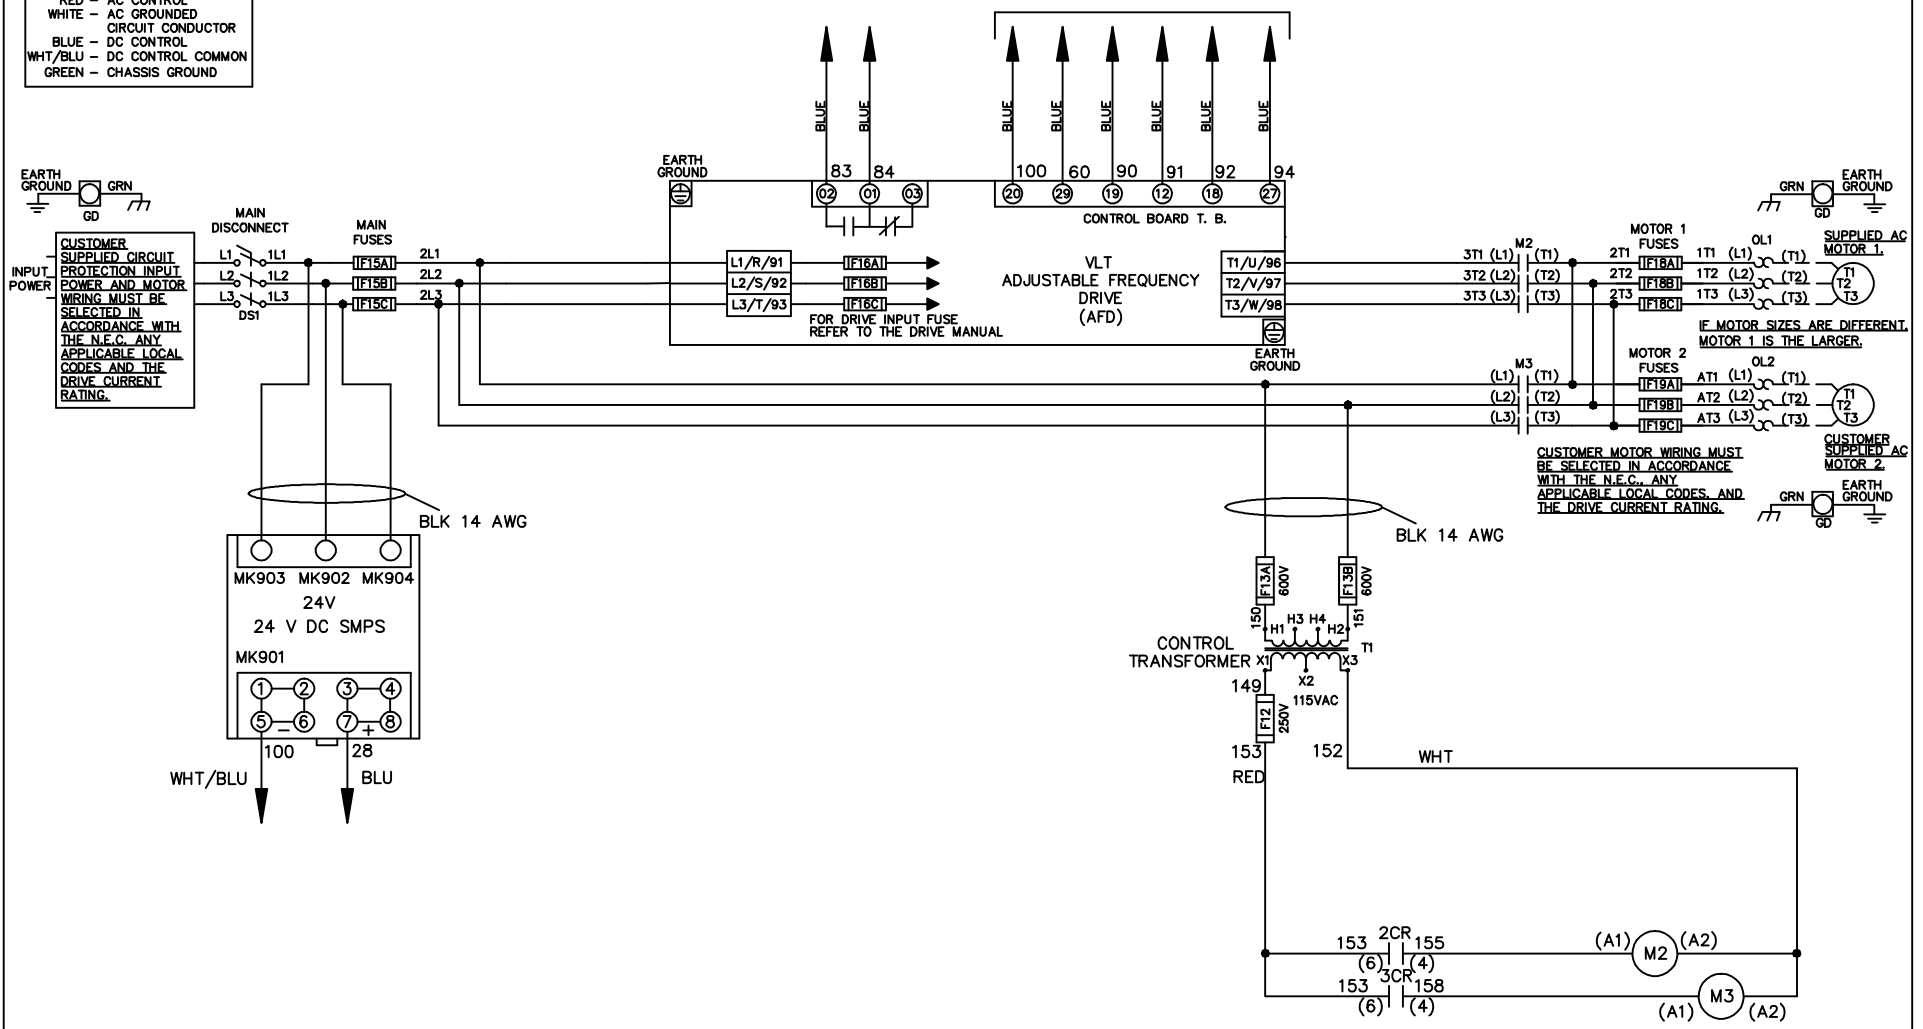 RED – AC CONTROL
WHITE – AC GROUNDED
CIRCUIT CONDUCTOR
BLUE – DC CONTROL
WHT/BLU – DC CONTROL COMMON
GREEN – CHASSIS GROUND
BLUE
BLUE
BLUE
BLUE
BLUE
BLUE
BLUE
BLUE
EARTH
GROUND
83
84
100
60
90
91
92
94
02
01
03
20
29
19
12
18
27
CONTROL BOARD T. B.
EARTH
GROUND
GRN
GD
MAIN
DISCONNECT
MAIN
FUSES
INPUT
POWER
CUSTOMER
SUPPLIED CIRCUIT
PROTECTION INPUT
POWER AND MOTOR
WIRING MUST BE
SELECTED IN
ACCORDANCE WITH
THE N.E.C. ANY
APPLICABLE LOCAL
CODES AND THE
DRIVE CURRENT
RATING.
L1 1L1 F15A 2L1
L2 1L2 F15B 2L2
L3 1L3 F15C 2L3
DS1
L1/R/91 F16A
L2/S/92 F16B
L3/T/93 F16C
FOR DRIVE INPUT FUSE
REFER TO THE DRIVE MANUAL
VLT
ADJUSTABLE FREQUENCY
DRIVE
(AFD)
T1/U/96
T2/V/97
T3/W/98
EARTH
GROUND
GRN
EARTH
GROUND
GD
M2
MOTOR 1
FUSES
OL1
SUPPLIED AC
MOTOR 1.
3T1 (L1) (T1) 2T1 F18A 1T1 (L1) (T1) T1
3T2 (L2) (T2) 2T2 F18B 1T2 (L2) (T2) T2
3T3 (L3) (T3) 2T3 F18C 1T3 (L3) (T3) T3
IF MOTOR SIZES ARE DIFFERENT,
MOTOR 1 IS THE LARGER.
M3
MOTOR 2
FUSES
OL2
(L1) (T1) F19A AT1 (L1) (T1) T1
(L2) (T2) F19B AT2 (L2) (T2) T2
(L3) (T3) F19C AT3 (L3) (T3) T3
CUSTOMER
SUPPLIED AC
MOTOR 2.
CUSTOMER MOTOR WIRING MUST
BE SELECTED IN ACCORDANCE
WITH THE N.E.C., ANY
APPLICABLE LOCAL CODES, AND
THE DRIVE CURRENT RATING.
GRN
EARTH
GROUND
GD
BLK 14 AWG
BLK 14 AWG
MK903 MK902 MK904
24V
24 V DC SMPS
MK901
1 2 3 4
5 6 7 8
– +
100
28
WHT/BLU
BLU
F13A
600V
F13B
600V
150
151
H1 H3 H4 H2
T1
CONTROL
TRANSFORMER
X1
X3
X2
115VAC
149
F12
250V
153
152
RED
WHT
2CR
153 155
(6) (4)
(A1) M2 (A2)
3CR
153 158
(6) (4)
(A1) M3 (A2)